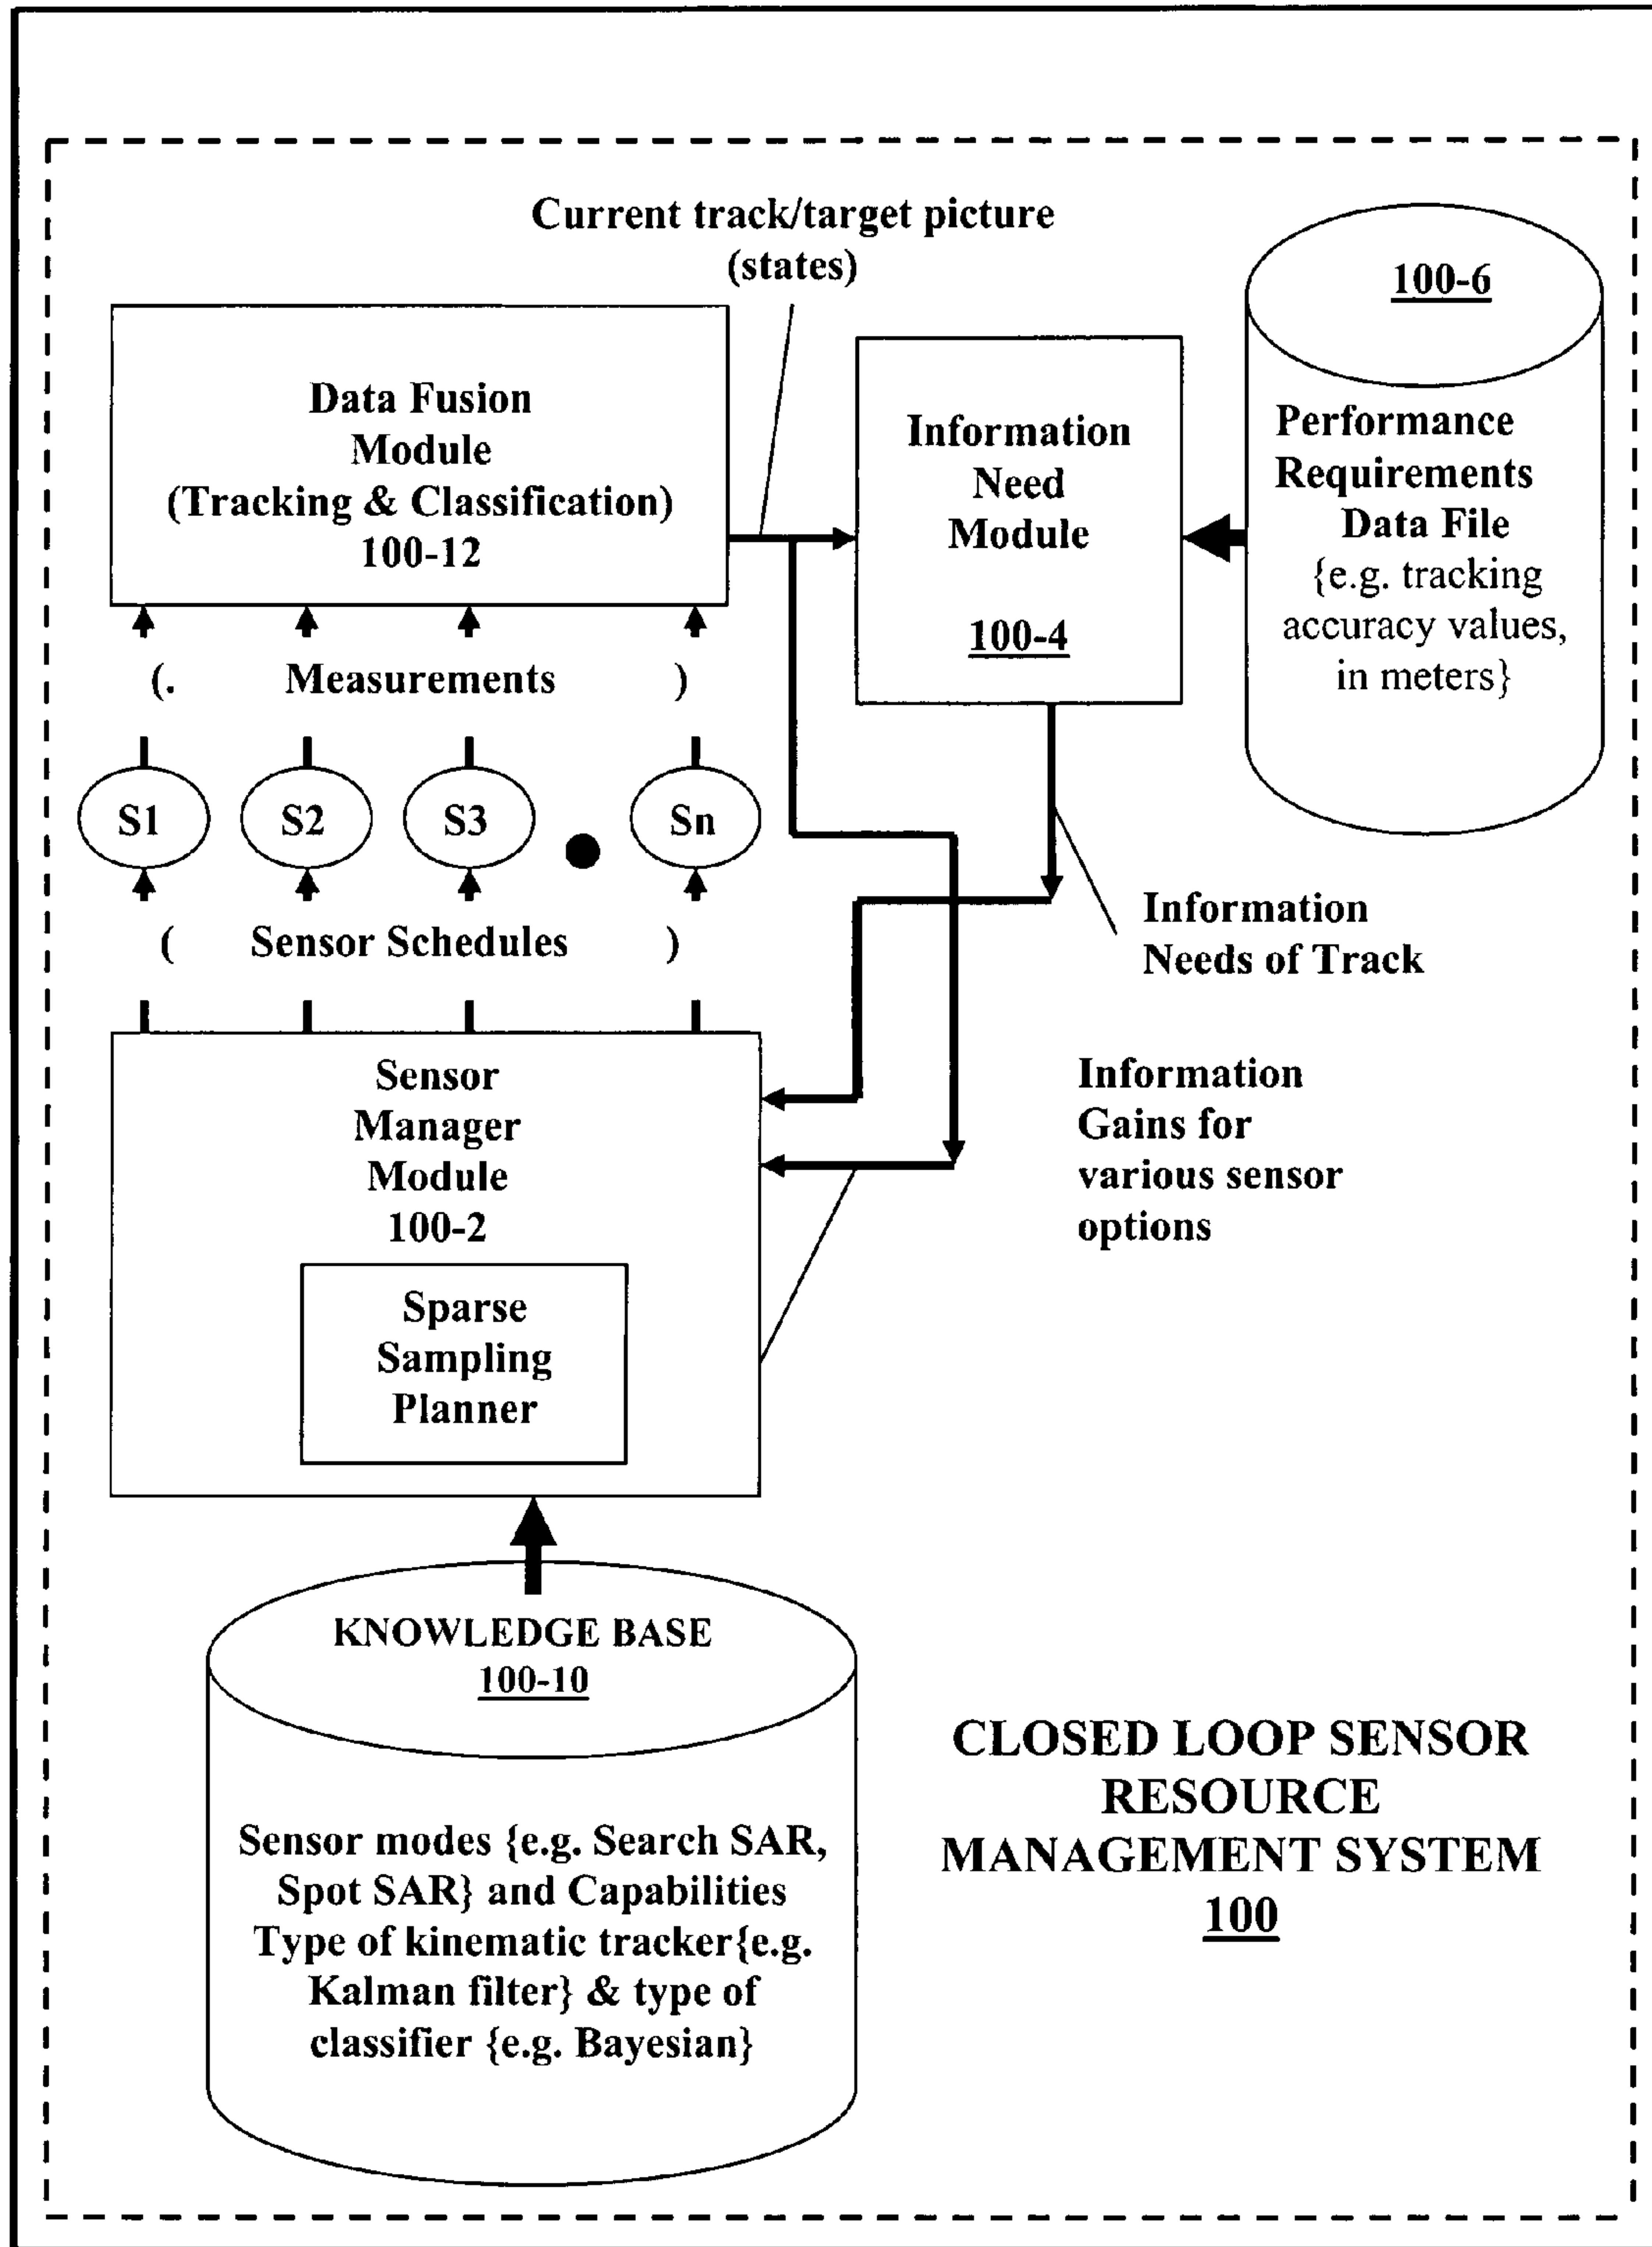 Current track/target picture
(states)
100-6
Data Fusion
Module
(Tracking & Classification)
100-12
Information
Need
Module
100-4
Performance
Requirements
Data File
{e.g. tracking
accuracy values,
in meters}
(. Measurements )
S1 S2 S3 Sn
( Sensor Schedules )
Information
Needs of Track
Sensor
Manager
Module
100-2
Information
Gains for
various sensor
options
Sparse
Sampling
Planner
KNOWLEDGE BASE
100-10
Sensor modes {e.g. Search SAR,
Spot SAR} and Capabilities
Type of kinematic tracker{e.g.
Kalman filter} & type of
classifier {e.g. Bayesian}
CLOSED LOOP SENSOR
RESOURCE
MANAGEMENT SYSTEM
100